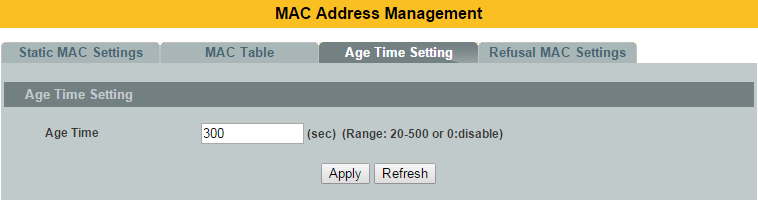 MAC Address Management
Static MAC Settings MAC Table Age Time Setting Refusal MAC Settings
Age Time Setting
Age Time 300 (sec) (Range: 20-500 or 0:disable)
Apply Refresh